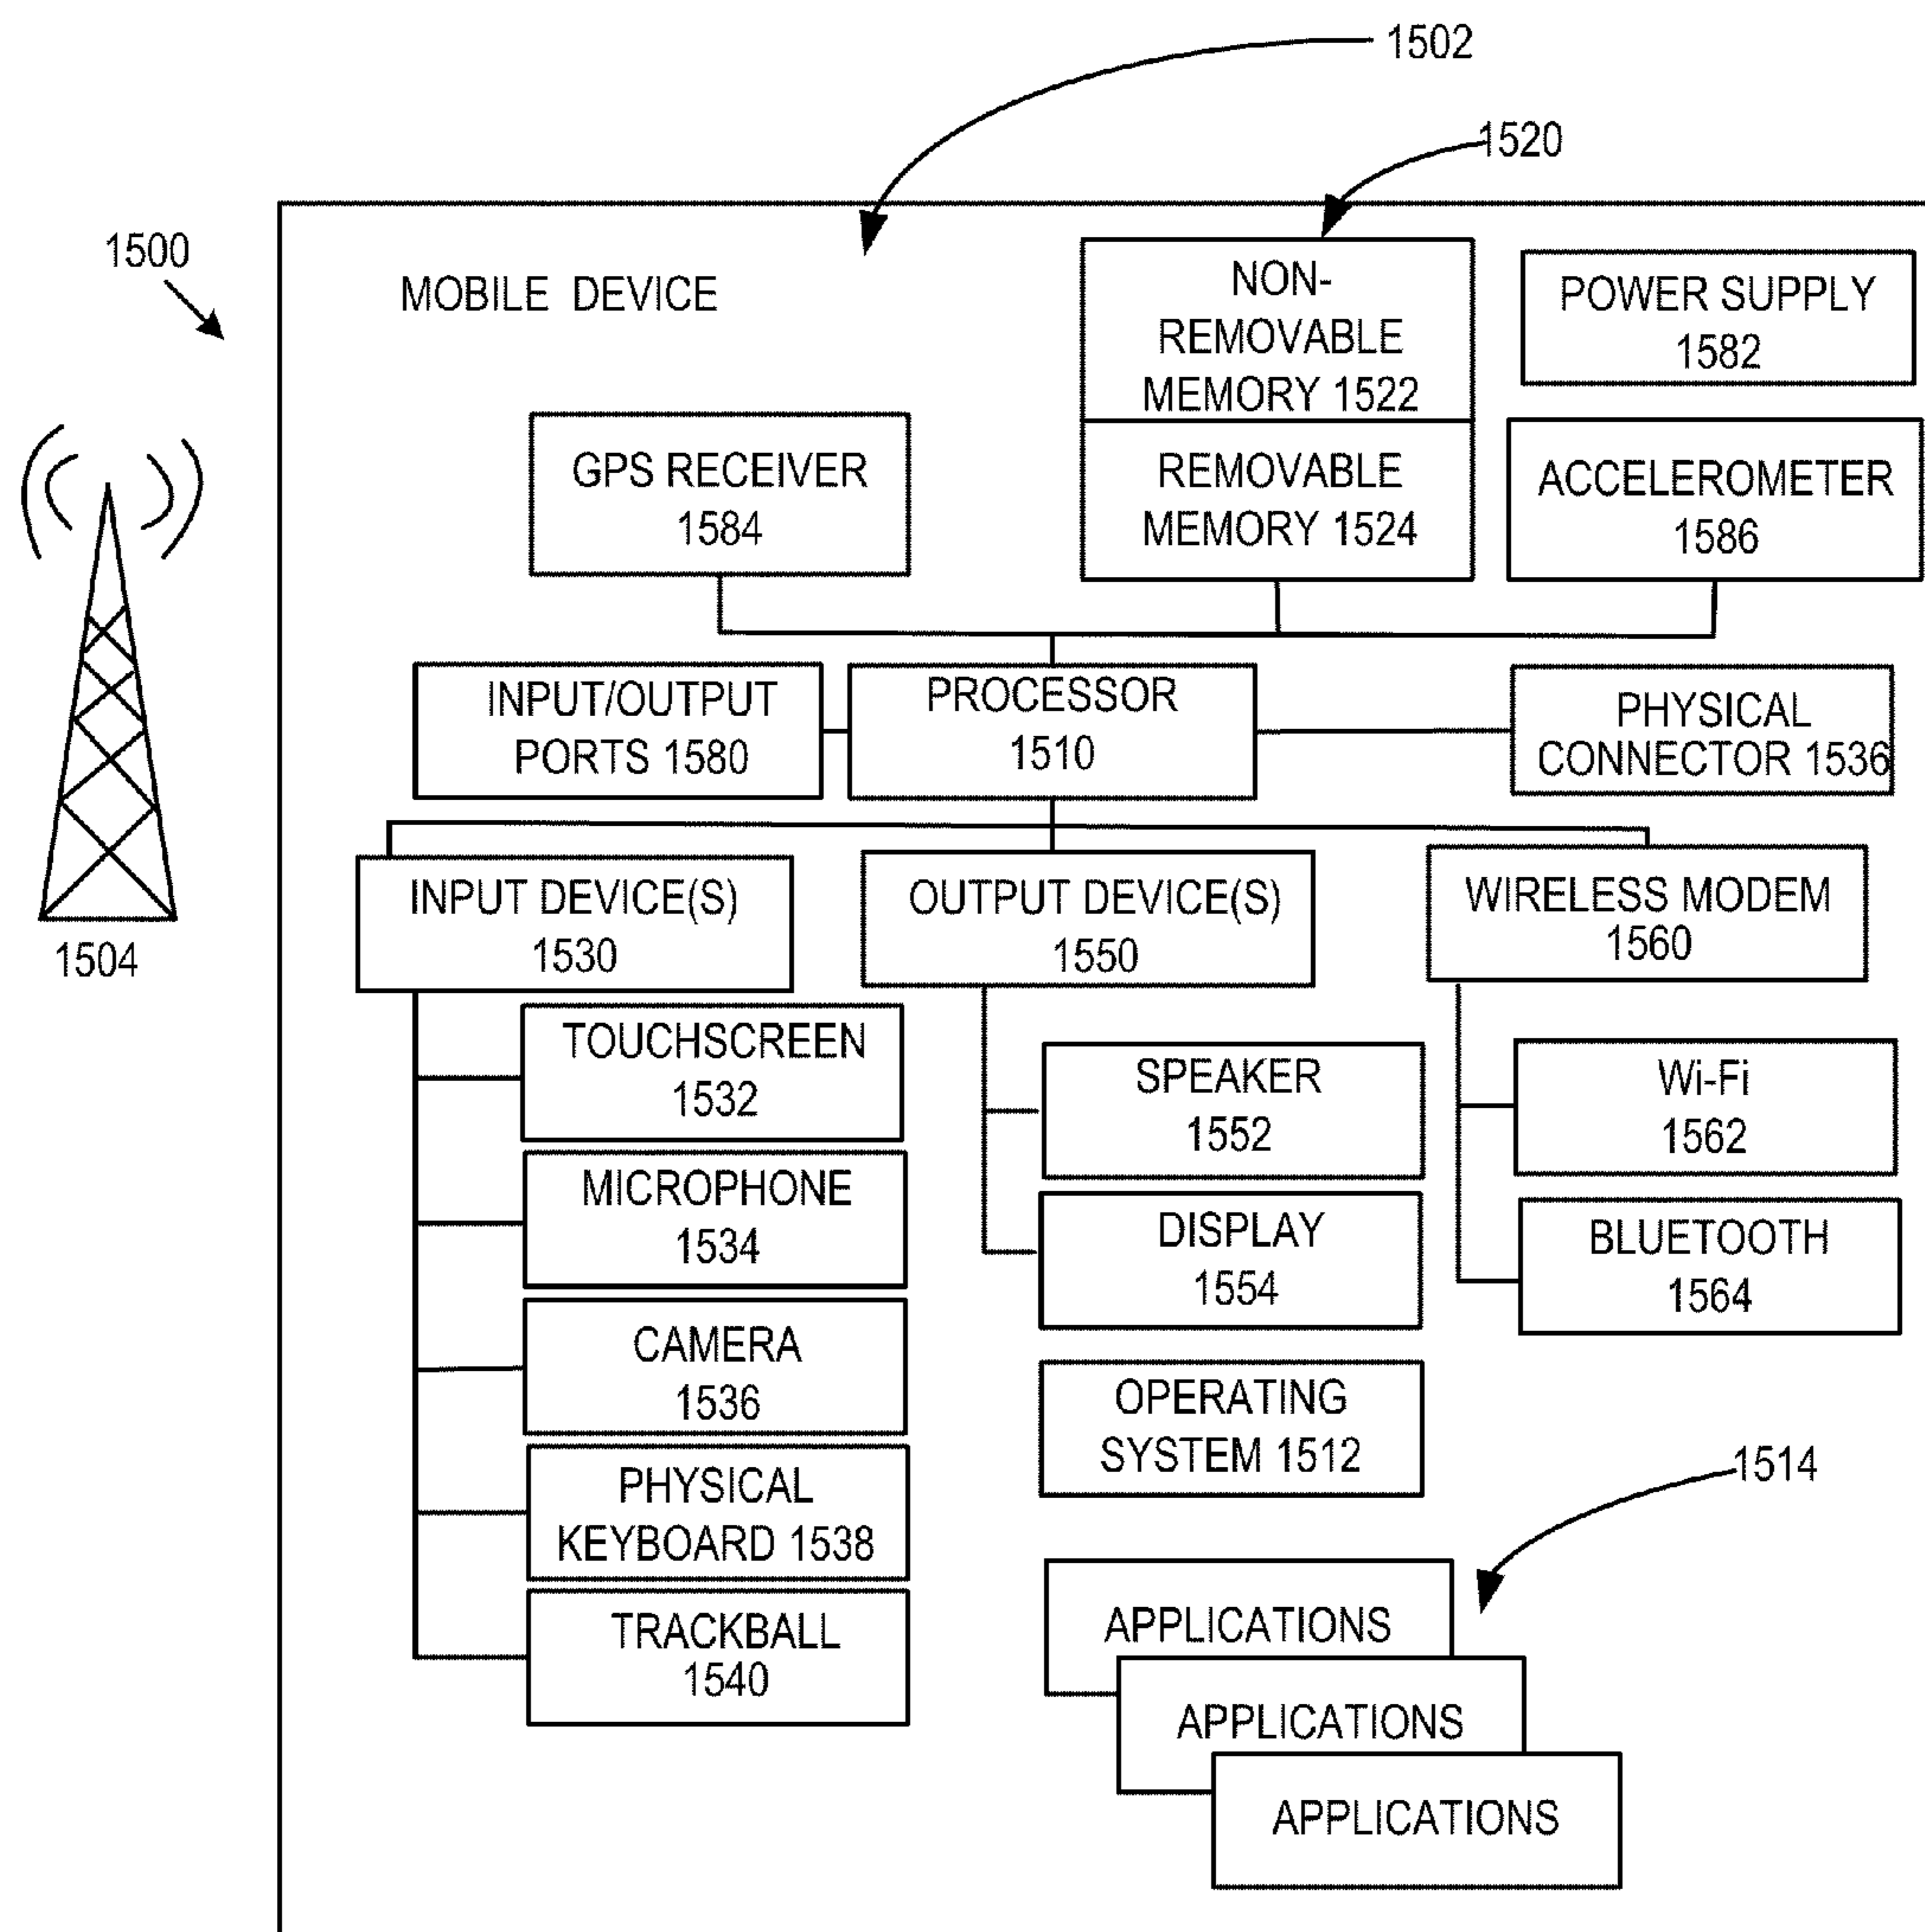 1502
1520
1500
MOBILE DEVICE
NON-
REMOVABLE
MEMORY 1522
POWER SUPPLY
1582
GPS RECEIVER
1584
REMOVABLE
MEMORY 1524
ACCELEROMETER
1586
INPUT/OUTPUT
PORTS 1580
PROCESSOR
1510
PHYSICAL
CONNECTOR 1536
INPUT DEVICE(S)
1530
OUTPUT DEVICE(S)
1550
WIRELESS MODEM
1560
1504
TOUCHSCREEN
1532
MICROPHONE
1534
CAMERA
1536
PHYSICAL
KEYBOARD 1538
TRACKBALL
1540
SPEAKER
1552
DISPLAY
1554
Wi-Fi
1562
BLUETOOTH
1564
OPERATING
SYSTEM 1512
1514
APPLICATIONS
APPLICATIONS
APPLICATIONS